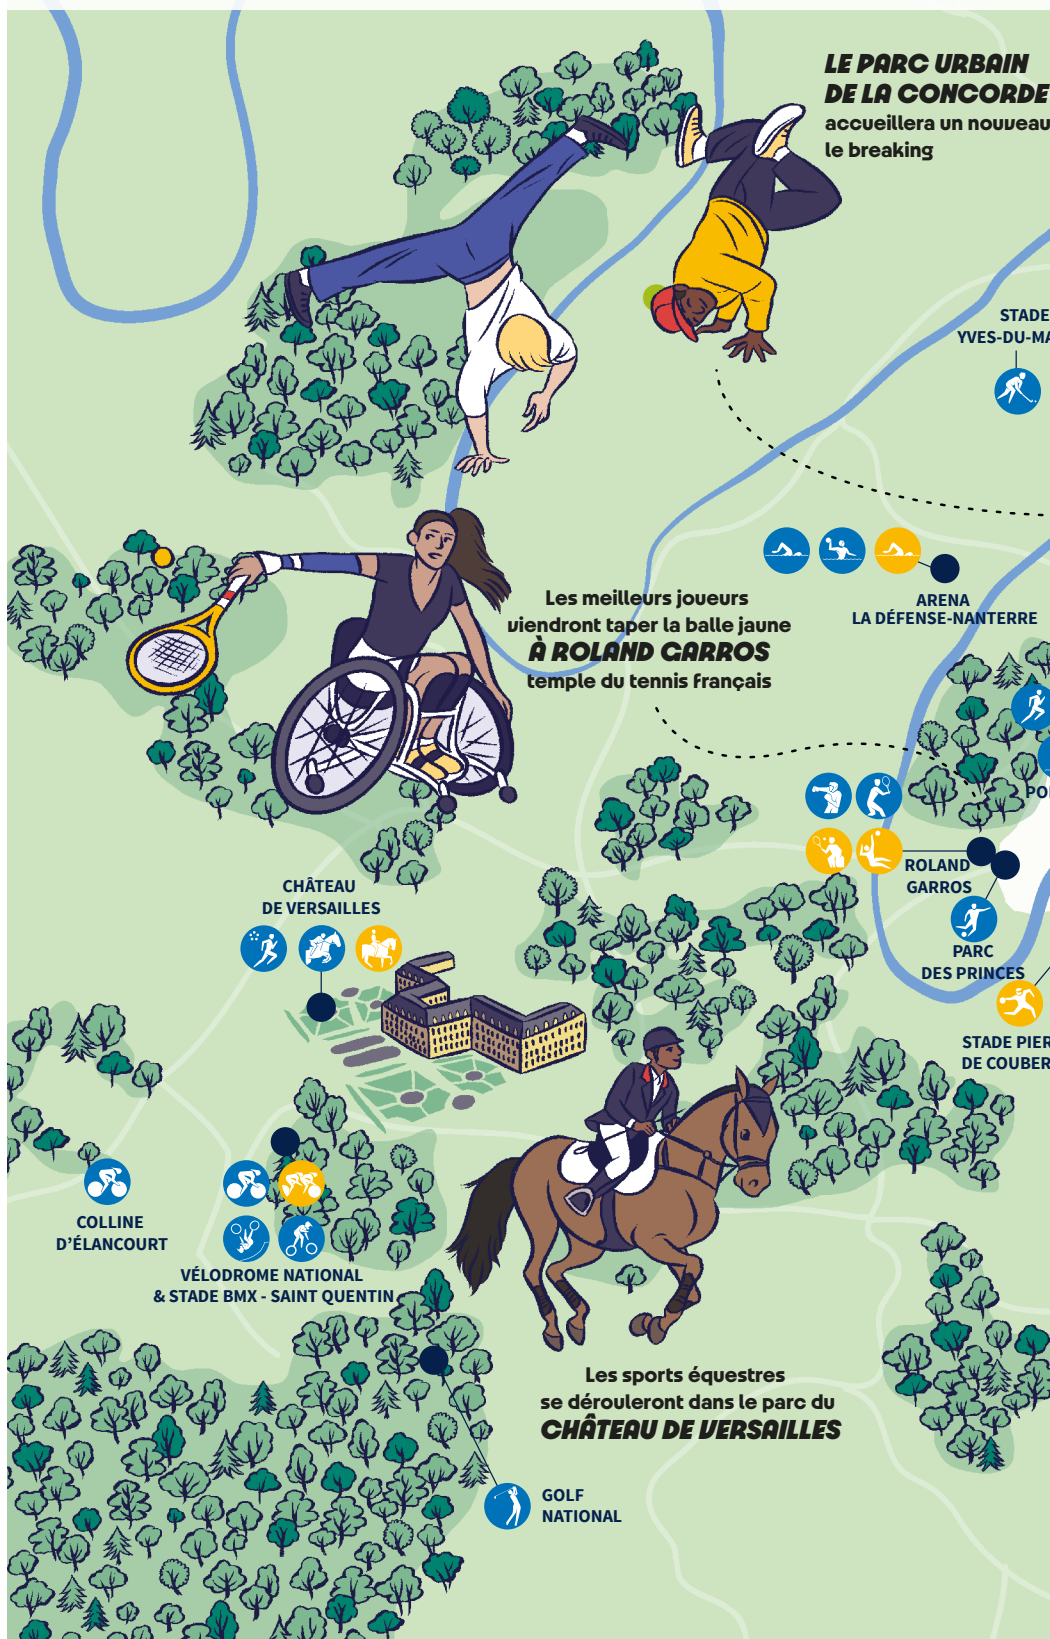 LE PARC URBAIN
DE LA CONCORDE
accueillera un nouveau
le breaking
STADE
YVES-DU-MA
ARENA
LA DÉFENSE-NANTERRE
Les meilleurs joueurs
viendront taper la balle jaune
À ROLAND GARROS
temple du tennis français
PO
ROLAND
GARROS
PARC
DES PRINCES
STADE PIER
DE COUBER
CHÂTEAU
DE VERSAILLES
COLLINE
D'ÉLANCOURT
VÉLODROME NATIONAL
& STADE BMX - SAINT QUENTIN
Les sports équestres
se dérouleront dans le parc du
CHÂTEAU DE VERSAILLES
GOLF
NATIONAL